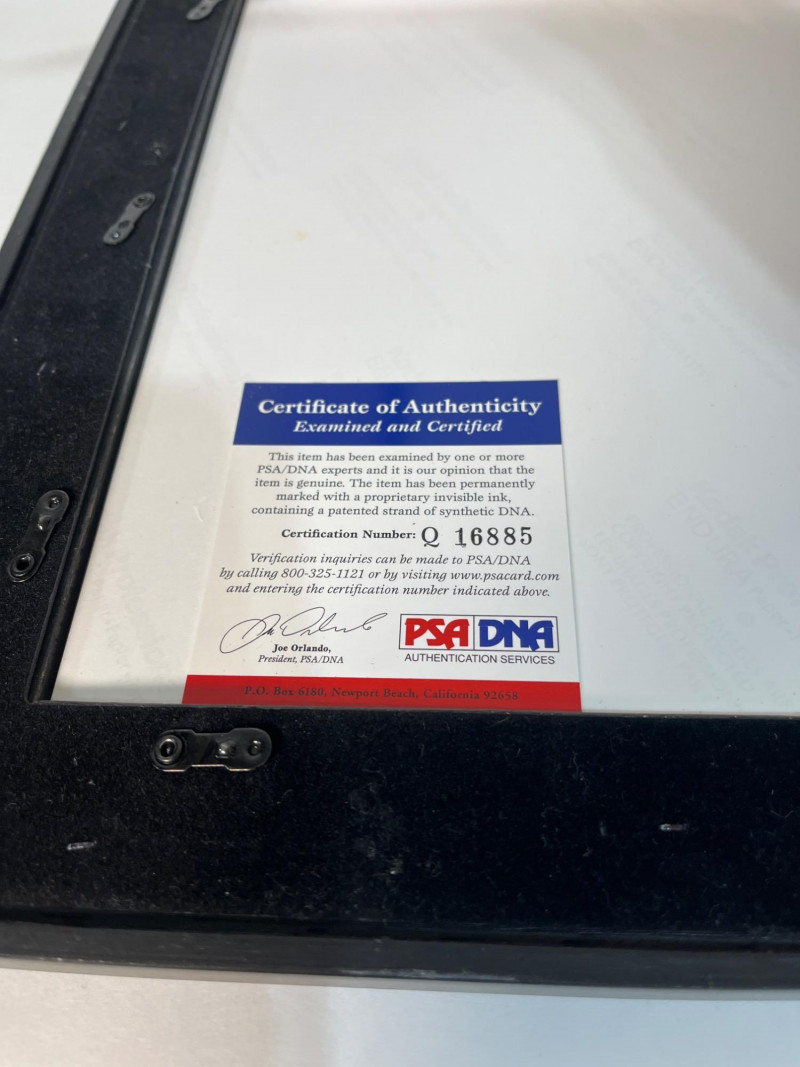 Certificate of Authenticity
Examined and Certified
This item has been examined by one or more
PSA/DNA experts and it is our opinion that the
item is genuine. The item has been permanently
marked with a proprietary invisible ink,
containing a patented strand of synthetic DNA.
Certification Number: Q 16885
Verification inquiries can be made to PSA/DNA
by calling 800-325-1121 or by visiting www.psacard.com
and entering the certification number indicated above.
Joe Orlando,
President, PSA/DNA
PSA DNA
AUTHENTICATION SERVICES
P.O. Box 6180, Newport Beach, California 92658